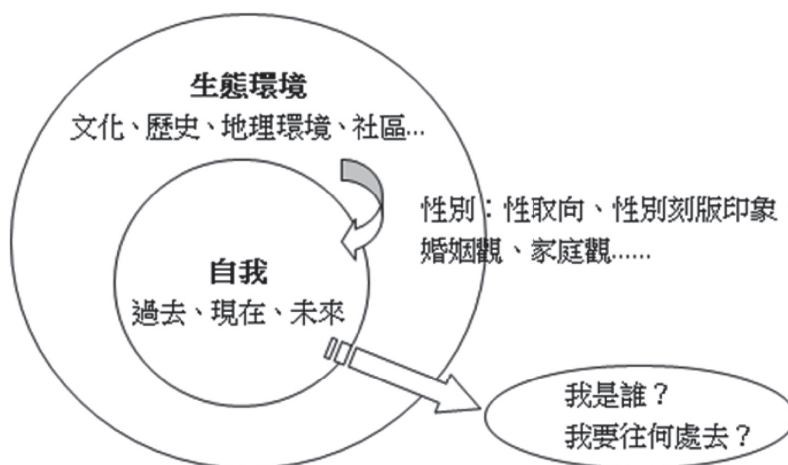 生態環境
文化、歷史、地理環境、社區...
性別：性取向、性別刻版印象
婚姻觀、家庭觀......
自我
過去、現在、未來
我是誰？
我要往何處去？